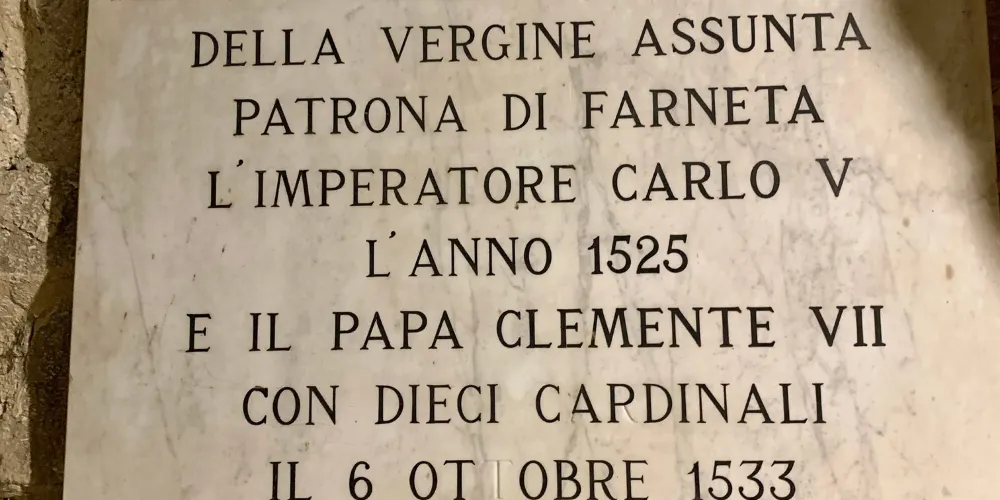 DELLA VERGINE ASSUNTA
PATRONA DI FARNETA
L'IMPERATORE CARLO V
L'ANNO 1525
E IL PAPA CLEMENTE VII
CON DIECI CARDINALI
IL 6 OTTOBRE 1533